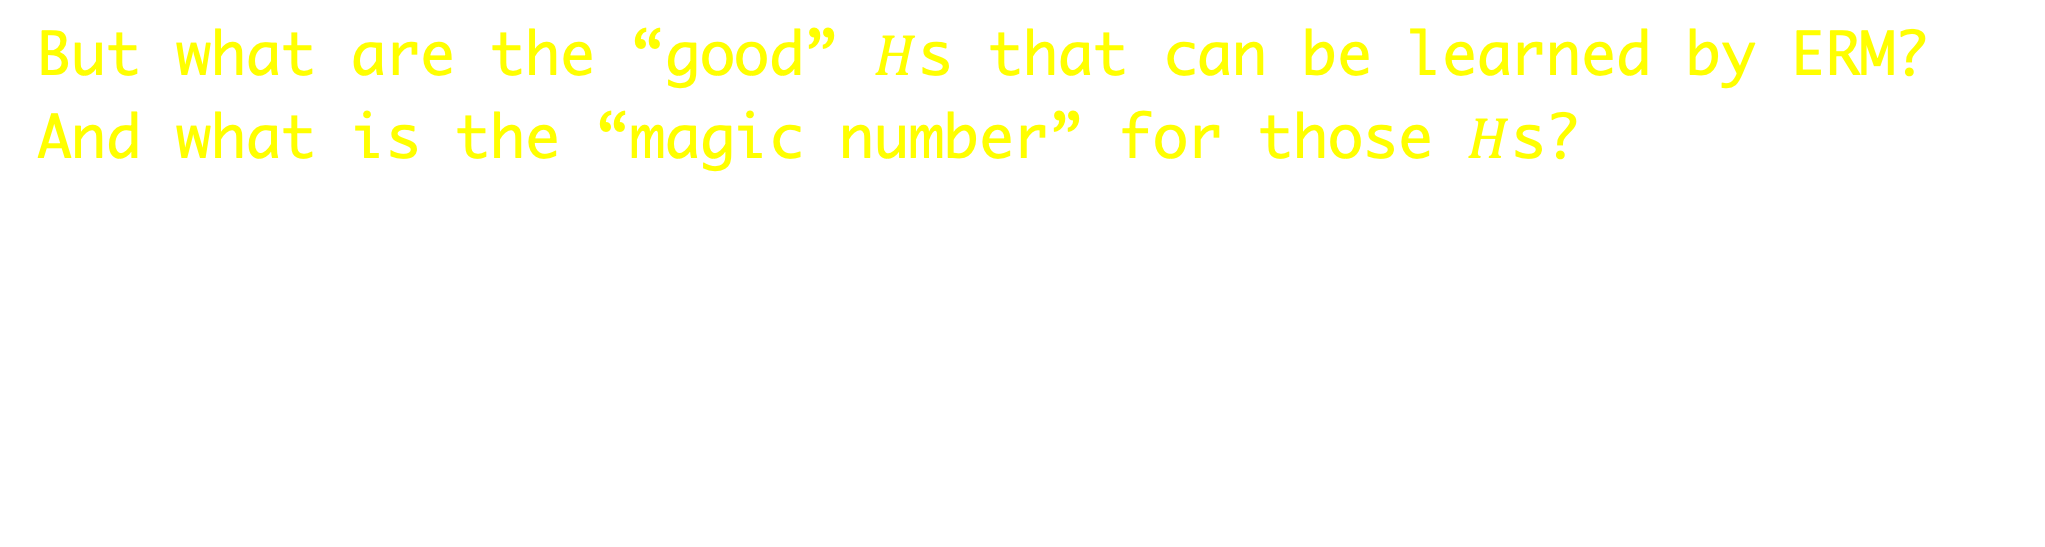 But what are the “good” 𝐻s that can be learned by ERM?
And what is the “magic number” for those 𝐻s?